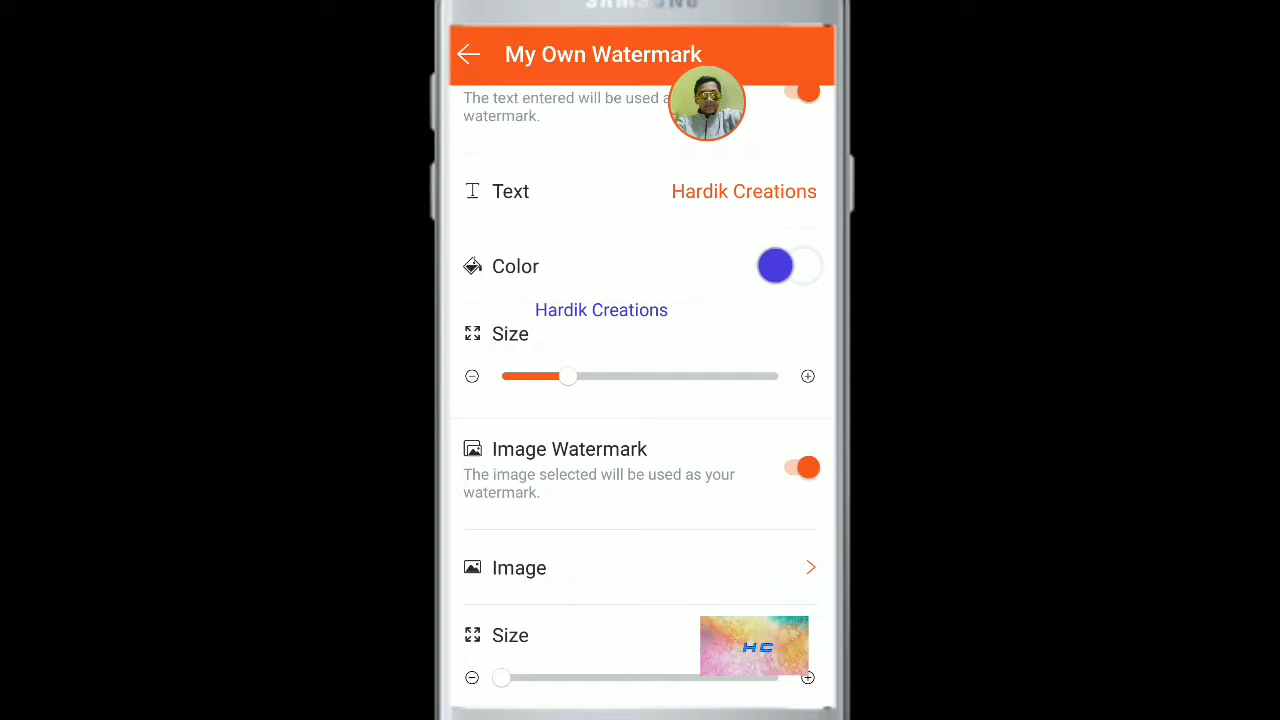 SAMSUNG
My Own Watermark
The text entered will be used a
watermark.
Text
Hardik Creations
Color
Hardik Creations
Size
Image Watermark
The image selected will be used as your
watermark.
Image
Size
HC